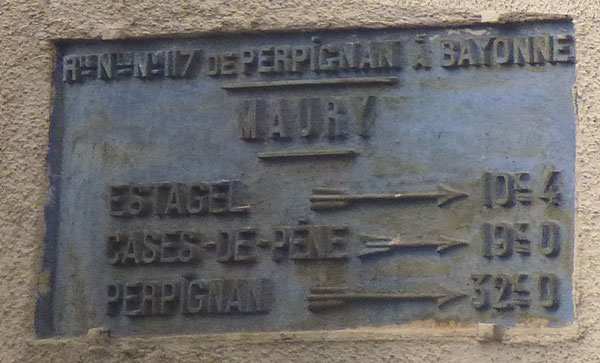 RTE NLE NO 117 DE PERPIGNAN À BAYONNE
MAURY
ESTAGEL 10K4
CASES-DE-PÈNE 19K0
PERPIGNAN 32K0